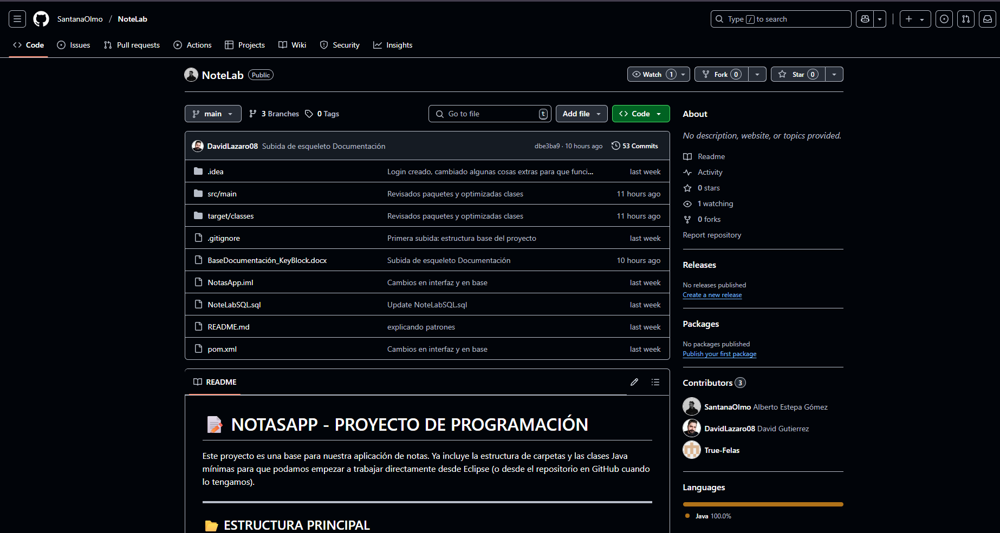 SantanaOlmo / NoteLab
Type / to search
Code
Issues
Pull requests
Actions
Projects
Wiki
Security
Insights
NoteLab Public
Watch 1
Fork 0
Star 0
main
3 Branches
0 Tags
Go to file t
Add file
Code
DavidLazaro08 Subida de esqueleto Documentación dbe3ba9 · 10 hours ago 53 Commits
.idea Login creado, cambiado algunas cosas extras para que funci... last week
src/main Revisados paquetes y optimizadas clases 11 hours ago
target/classes Revisados paquetes y optimizadas clases 11 hours ago
.gitignore Primera subida: estructura base del proyecto last week
BaseDocumentación_KeyBlock.docx Subida de esqueleto Documentación 10 hours ago
NotasApp.iml Cambios en interfaz y en base last week
NoteLabSQL.sql Update NoteLabSQL.sql last week
README.md explicando patrones last week
pom.xml Cambios en interfaz y en base last week
README
NOTASAPP - PROYECTO DE PROGRAMACIÓN
Este proyecto es una base para nuestra aplicación de notas. Ya incluye la estructura de carpetas y las clases Java
mínimas para que podamos empezar a trabajar directamente desde Eclipse (o desde el repositorio en GitHub cuando
lo tengamos).
ESTRUCTURA PRINCIPAL
About
No description, website, or topics provided.
Readme
Activity
0 stars
1 watching
0 forks
Report repository
Releases
No releases published
Create a new release
Packages
No packages published
Publish your first package
Contributors 3
SantanaOlmo Alberto Estepa Gómez
DavidLazaro08 David Gutierrez
True-Felas
Languages
Java 100.0%